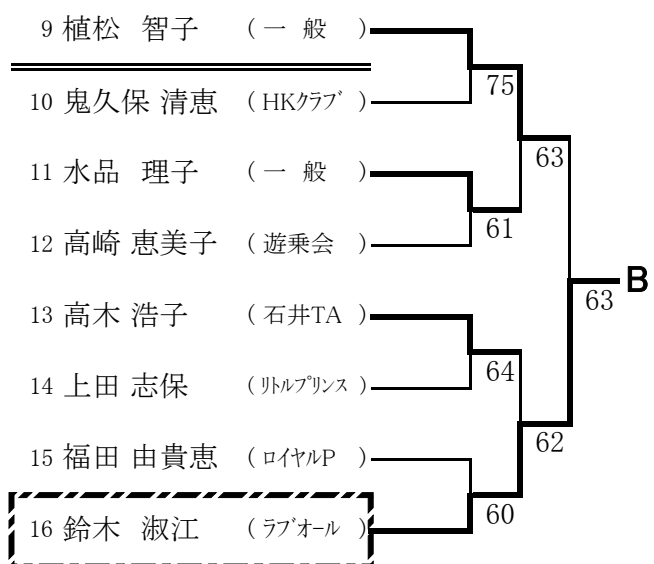 9 植松 智子 (一般)
75
10 鬼久保 清恵 (HKクラブ)
63
11 水品 理子 (一般)
61
12 高崎 恵美子 (遊乗会)
B
63
13 高木 浩子 (石井TA)
64
14 上田 志保 (リトルプリンス)
62
15 福田 由貴恵 (ロイヤルP)
60
16 鈴木 淑江 (ラブオール)